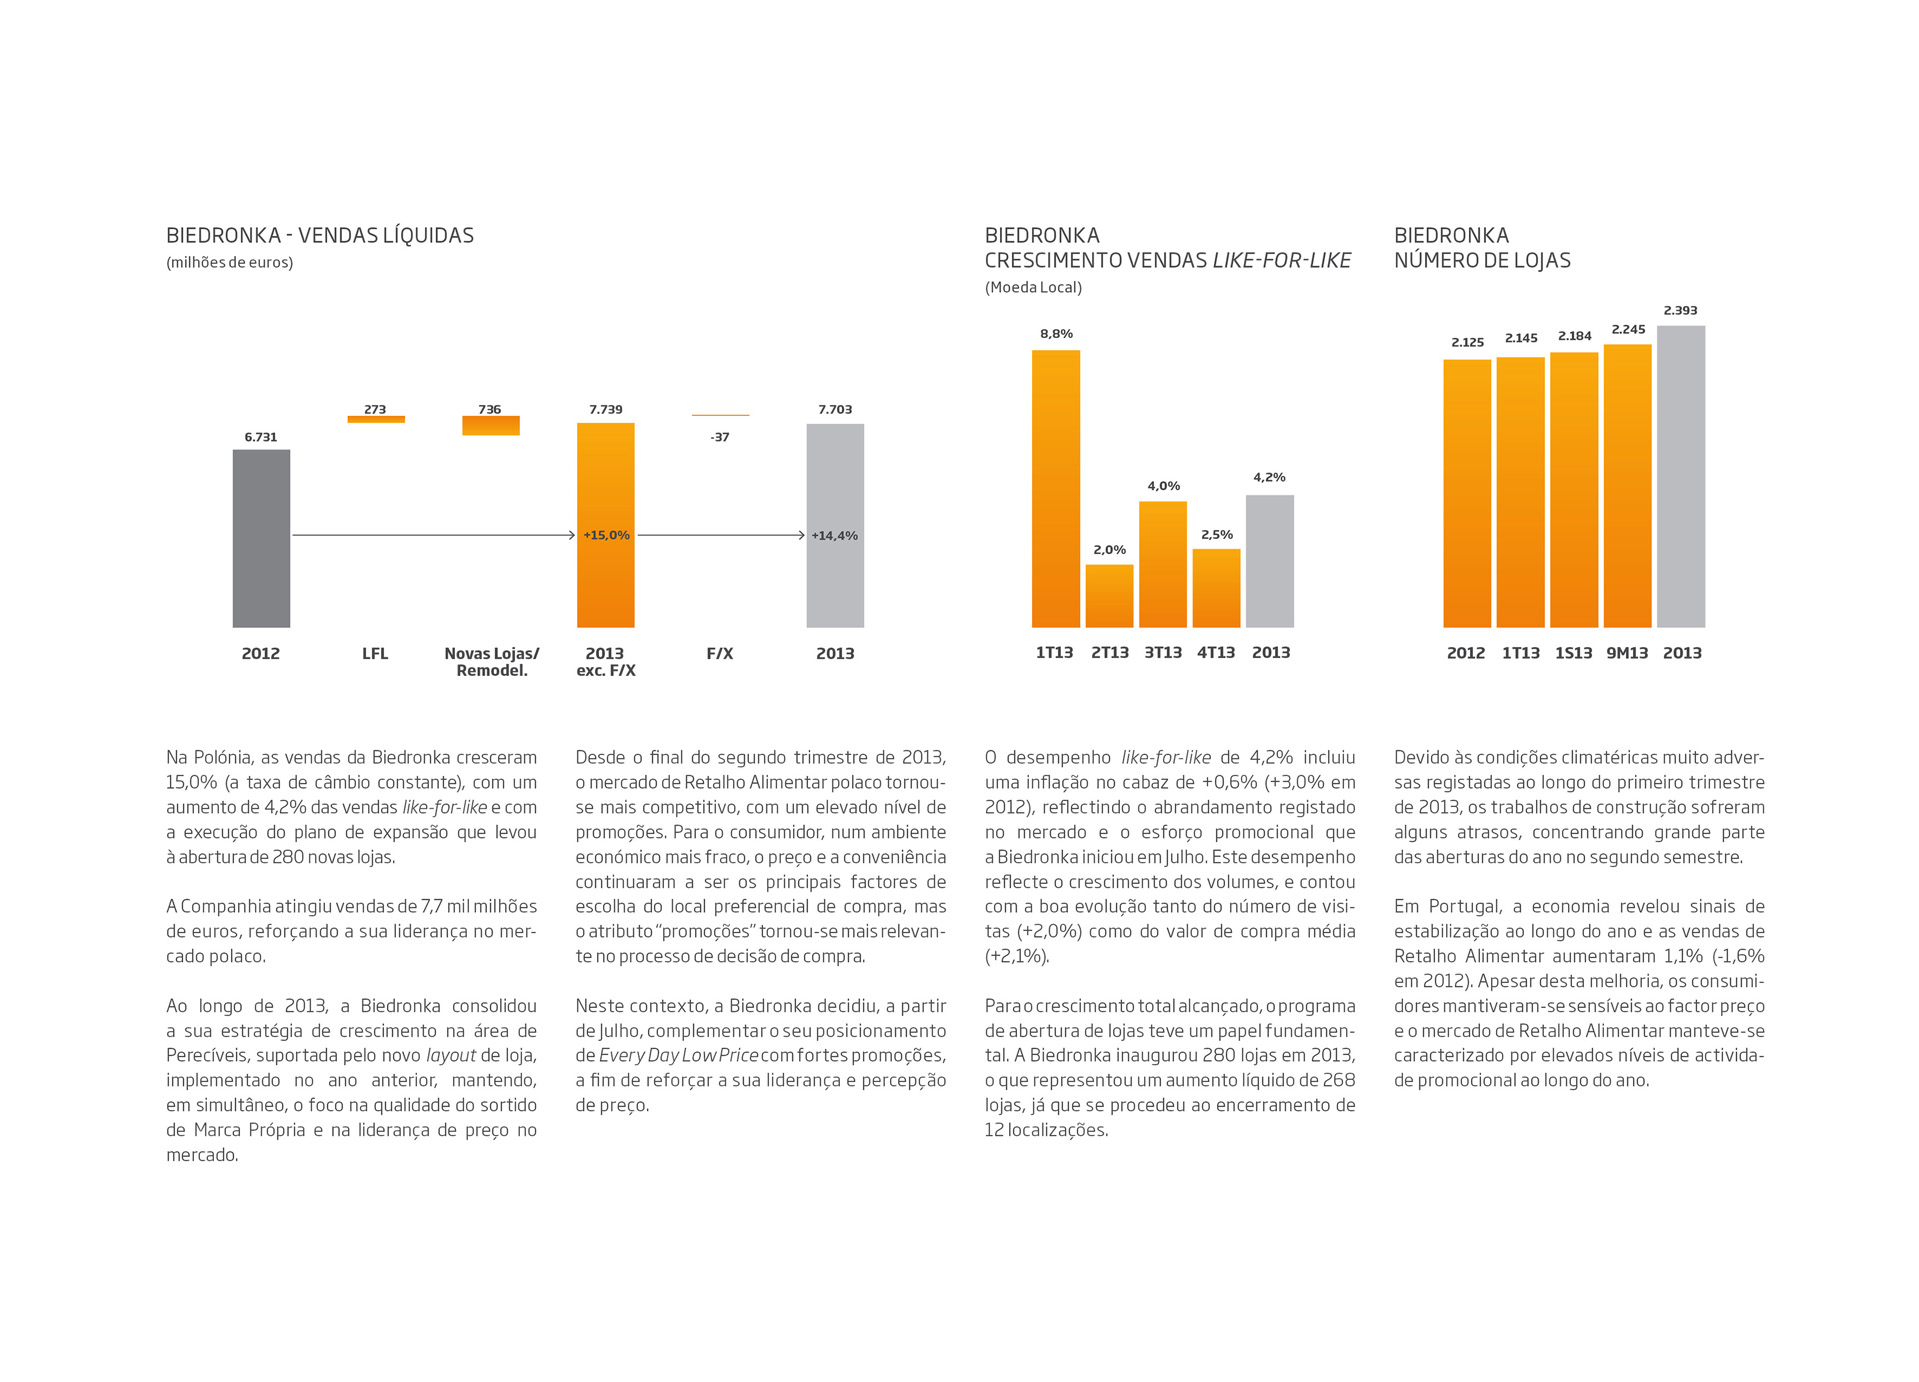 BIEDRONKA - VENDAS LÍQUIDAS
(milhões de euros)
6.731
273
736
7.739
-37
7.703
+15,0%
+14,4%
2012
LFL
Novas Lojas/
Remodel.
2013
exc. F/X
F/X
2013
BIEDRONKA
CRESCIMENTO VENDAS LIKE-FOR-LIKE
(Moeda Local)
8,8%
2,0%
4,0%
2,5%
4,2%
1T13
2T13
3T13
4T13
2013
BIEDRONKA
NÚMERO DE LOJAS
2.125
2.145
2.184
2.245
2.393
2012
1T13
1S13
9M13
2013
Na Polónia, as vendas da Biedronka cresceram
15,0% (a taxa de câmbio constante), com um
aumento de 4,2% das vendas like-for-like e com
a execução do plano de expansão que levou
à abertura de 280 novas lojas.
A Companhia atingiu vendas de 7,7 mil milhões
de euros, reforçando a sua liderança no mer-
cado polaco.
Ao longo de 2013, a Biedronka consolidou
a sua estratégia de crescimento na área de
Perecíveis, suportada pelo novo layout de loja,
implementado no ano anterior, mantendo,
em simultâneo, o foco na qualidade do sortido
de Marca Própria e na liderança de preço no
mercado.
Desde o final do segundo trimestre de 2013,
o mercado de Retalho Alimentar polaco tornou-
se mais competitivo, com um elevado nível de
promoções. Para o consumidor, num ambiente
económico mais fraco, o preço e a conveniência
continuaram a ser os principais factores de
escolha do local preferencial de compra, mas
o atributo “promoções” tornou-se mais relevan-
te no processo de decisão de compra.
Neste contexto, a Biedronka decidiu, a partir
de Julho, complementar o seu posicionamento
de Every Day Low Price com fortes promoções,
a fim de reforçar a sua liderança e percepção
de preço.
O desempenho like-for-like de 4,2% incluiu
uma inflação no cabaz de +0,6% (+3,0% em
2012), reflectindo o abrandamento registado
no mercado e o esforço promocional que
a Biedronka iniciou em Julho. Este desempenho
reflecte o crescimento dos volumes, e contou
com a boa evolução tanto do número de visi-
tas (+2,0%) como do valor de compra média
(+2,1%).
Para o crescimento total alcançado, o programa
de abertura de lojas teve um papel fundamen-
tal. A Biedronka inaugurou 280 lojas em 2013,
o que representou um aumento líquido de 268
lojas, já que se procedeu ao encerramento de
12 localizações.
Devido às condições climatéricas muito adver-
sas registadas ao longo do primeiro trimestre
de 2013, os trabalhos de construção sofreram
alguns atrasos, concentrando grande parte
das aberturas do ano no segundo semestre.
Em Portugal, a economia revelou sinais de
estabilização ao longo do ano e as vendas de
Retalho Alimentar aumentaram 1,1% (-1,6%
em 2012). Apesar desta melhoria, os consumi-
dores mantiveram-se sensíveis ao factor preço
e o mercado de Retalho Alimentar manteve-se
caracterizado por elevados níveis de activida-
de promocional ao longo do ano.